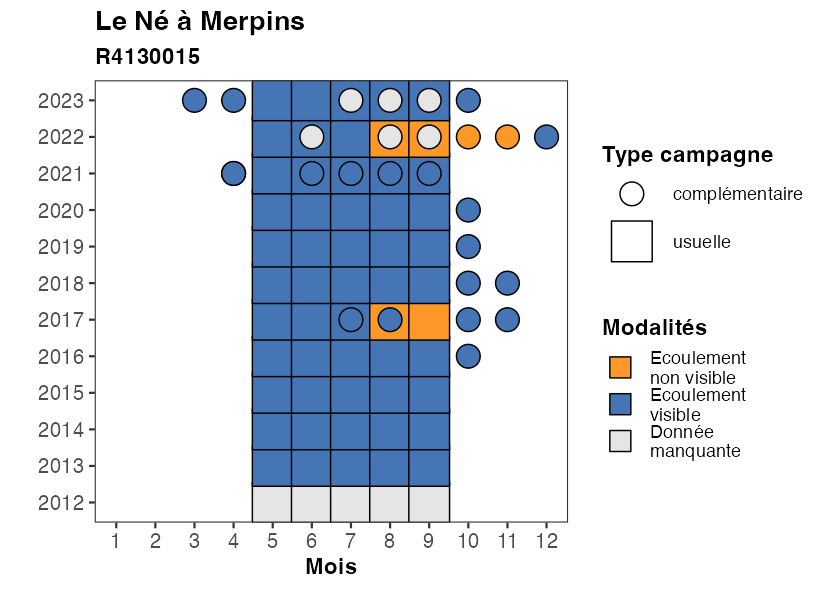 Le Né à Merpins
R4130015
2023
2022
2021
2020
2019
2018
2017
2016
2015
2014
2013
2012
1 2 3 4 5 6 7 8 9 10 11 12
Mois
Type campagne
complémentaire
usuelle
Modalités
Ecoulement
non visible
Ecoulement
visible
Donnée
manquante